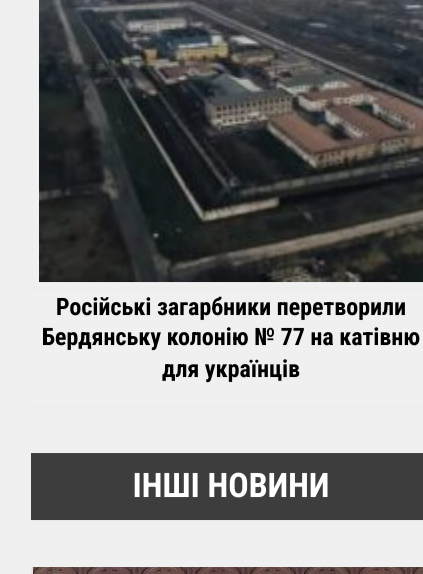 Російські загарбники перетворили
Бердянську колонію № 77 на катівню
для українців
ІНШІ НОВИНИ